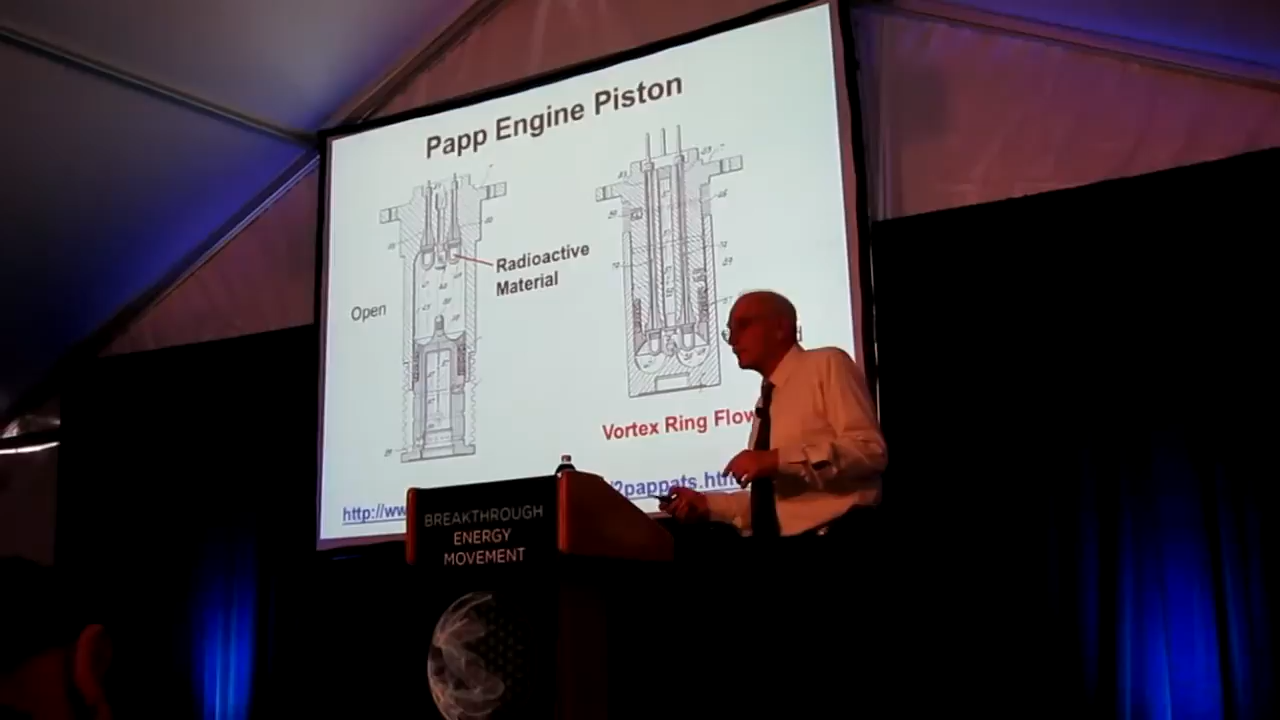 Papp Engine Piston
Radioactive
Material
Open
Vortex Ring Flow
http://ww
2pappats.htm
BREAKTHROUGH
ENERGY
MOVEMENT